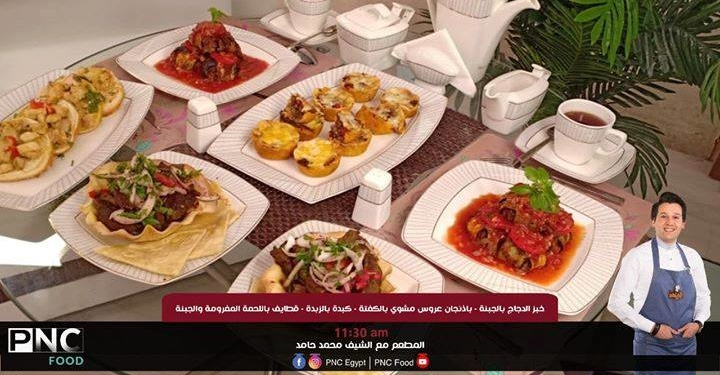 خبز الدجاج بالجبنة - باذنجان عروس مشوي بالكفتة - كبدة بالزبدة - قطايف باللحمة المفرومة والجبنة
11:30 am
المطعم مع الشيف محمد حامد
PNC Egypt | PNC Food
PNC
FOOD